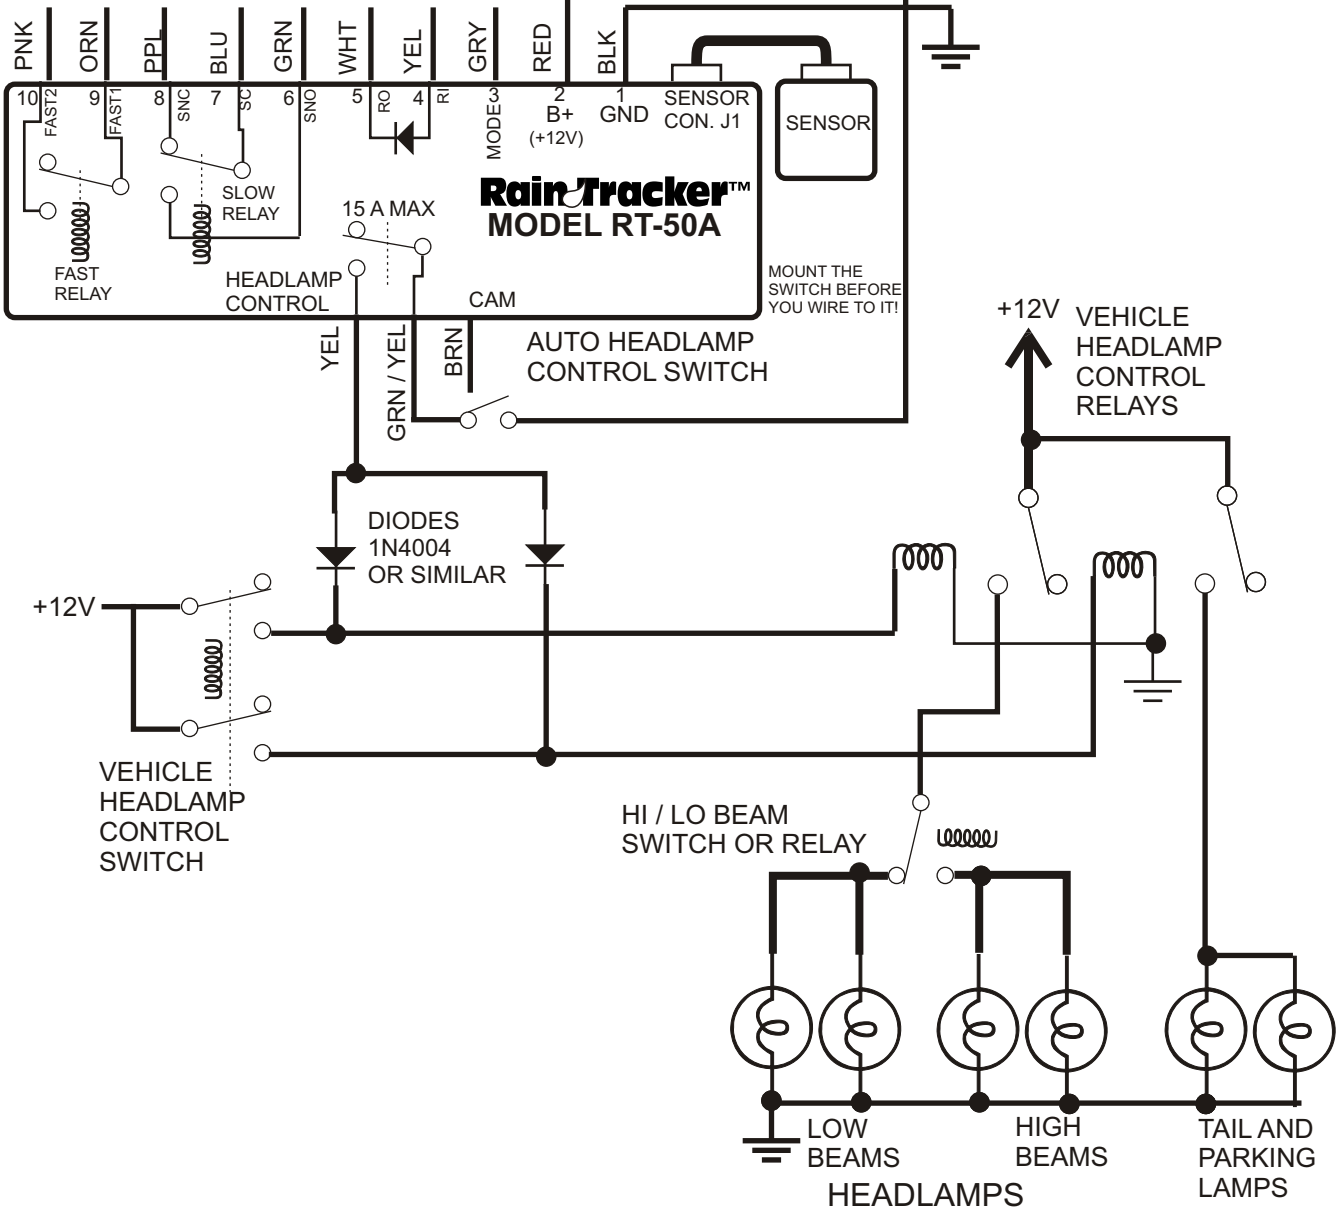 PNK
ORN
PPL
BLU
GRN
WHT
YEL
GRY
RED
BLK
10
9
8
7
6
5
4
3
2
1
FAST2
FAST1
SNC
SC
SNO
RO
RI
MODE
B+
(+12V)
GND
SENSOR
CON. J1
SENSOR
RainTracker™
MODEL RT-50A
SLOW
RELAY
15 A MAX
FAST
RELAY
HEADLAMP
CONTROL
CAM
MOUNT THE
SWITCH BEFORE
YOU WIRE TO IT!
YEL
GRN / YEL
BRN
AUTO HEADLAMP
CONTROL SWITCH
+12V
VEHICLE
HEADLAMP
CONTROL
RELAYS
DIODES
1N4004
OR SIMILAR
+12V
VEHICLE
HEADLAMP
CONTROL
SWITCH
HI / LO BEAM
SWITCH OR RELAY
LOW
BEAMS
HIGH
BEAMS
TAIL AND
PARKING
LAMPS
HEADLAMPS